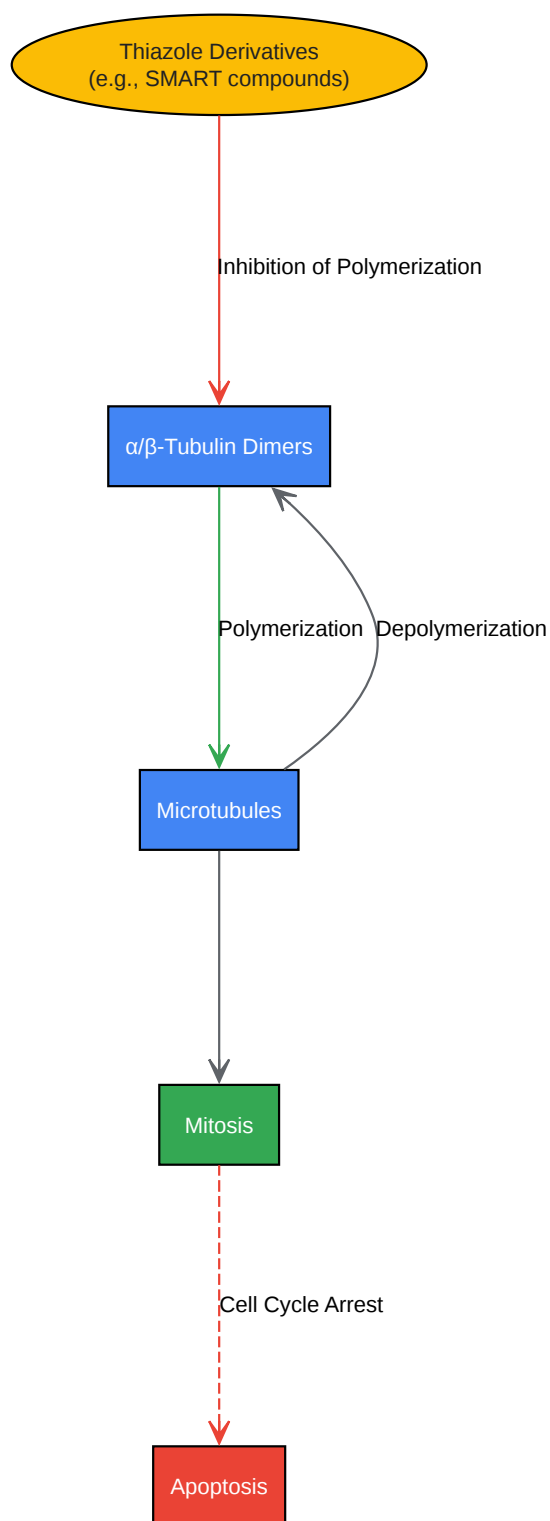 Thiazole Derivatives
(e.g., SMART compounds)
Inhibition of Polymerization
α/β-Tubulin Dimers
Polymerization
Depolymerization
Microtubules
Mitosis
Cell Cycle Arrest
Apoptosis